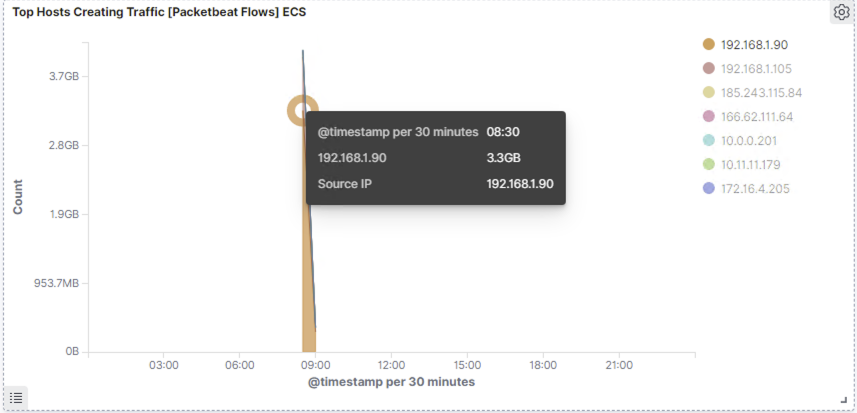 Top Hosts Creating Traffic [Packetbeat Flows] ECS
3.7GB
2.8GB
1.9GB
953.7MB
0B
Count
03:00
06:00
09:00
12:00
15:00
18:00
21:00
@timestamp per 30 minutes
@timestamp per 30 minutes 08:30
192.168.1.90 3.3GB
Source IP 192.168.1.90
192.168.1.90
192.168.1.105
185.243.115.84
166.62.111.64
10.0.0.201
10.11.11.179
172.16.4.205